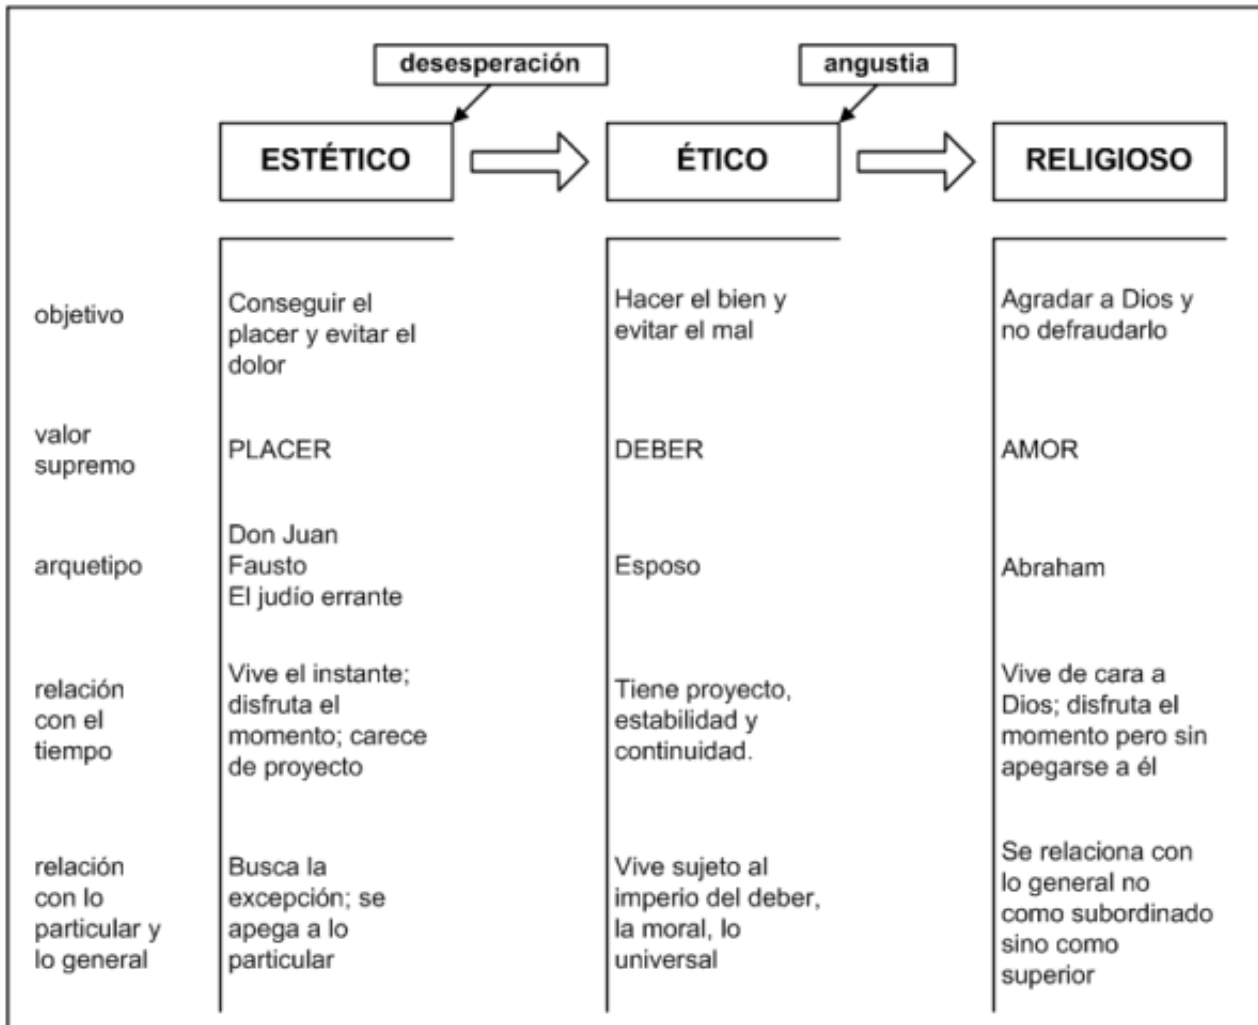 desesperación
angustia
ESTÉTICO
ÉTICO
RELIGIOSO
objetivo
Conseguir el
placer y evitar el
dolor
Hacer el bien y
evitar el mal
Agradar a Dios y
no defraudarlo
valor
supremo
PLACER
DEBER
AMOR
arquetipo
Don Juan
Fausto
El judío errante
Esposo
Abraham
relación
con el
tiempo
Vive el instante;
disfruta el
momento; carece
de proyecto
Tiene proyecto,
estabilidad y
continuidad.
Vive de cara a
Dios; disfruta el
momento pero sin
apegarse a él
relación
con lo
particular y
lo general
Busca la
excepción; se
apega a lo
particular
Vive sujeto al
imperio del deber,
la moral, lo
universal
Se relaciona con
lo general no
como subordinado
sino como
superior